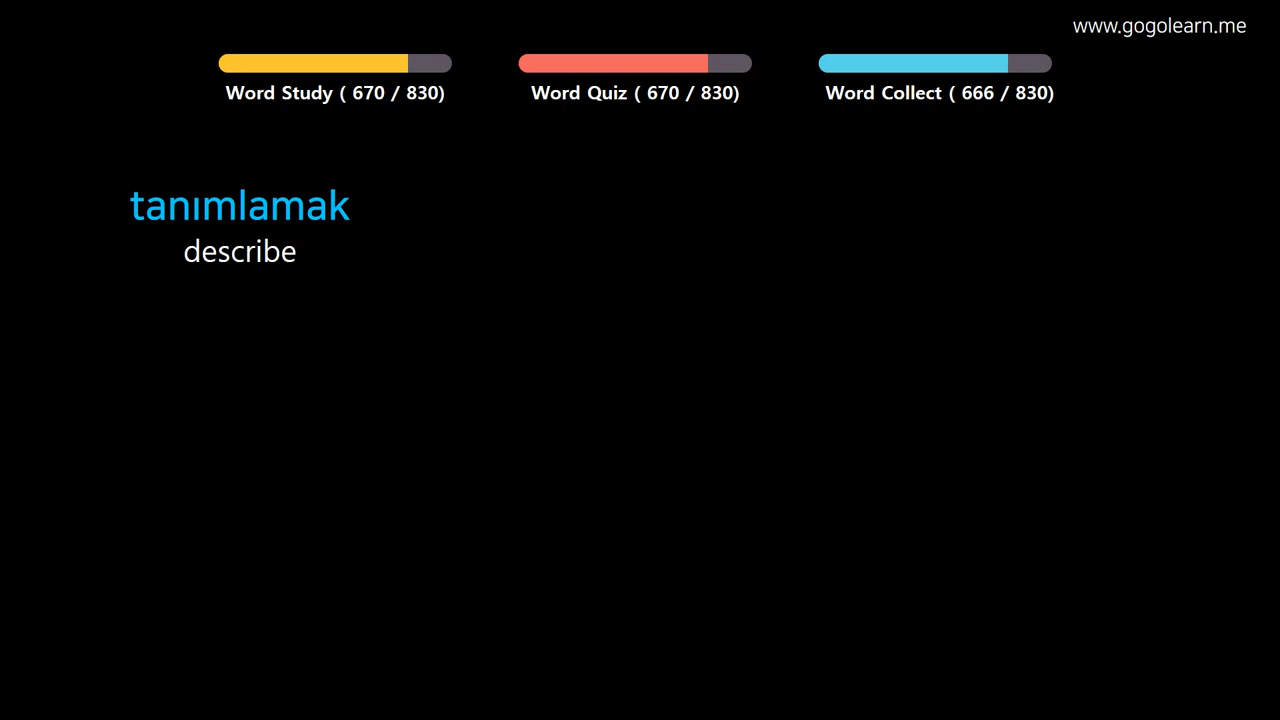 www.gogolearn.me
Word Study ( 670 / 830)
Word Quiz ( 670 / 830)
Word Collect ( 666 / 830)
tanımlamak
describe